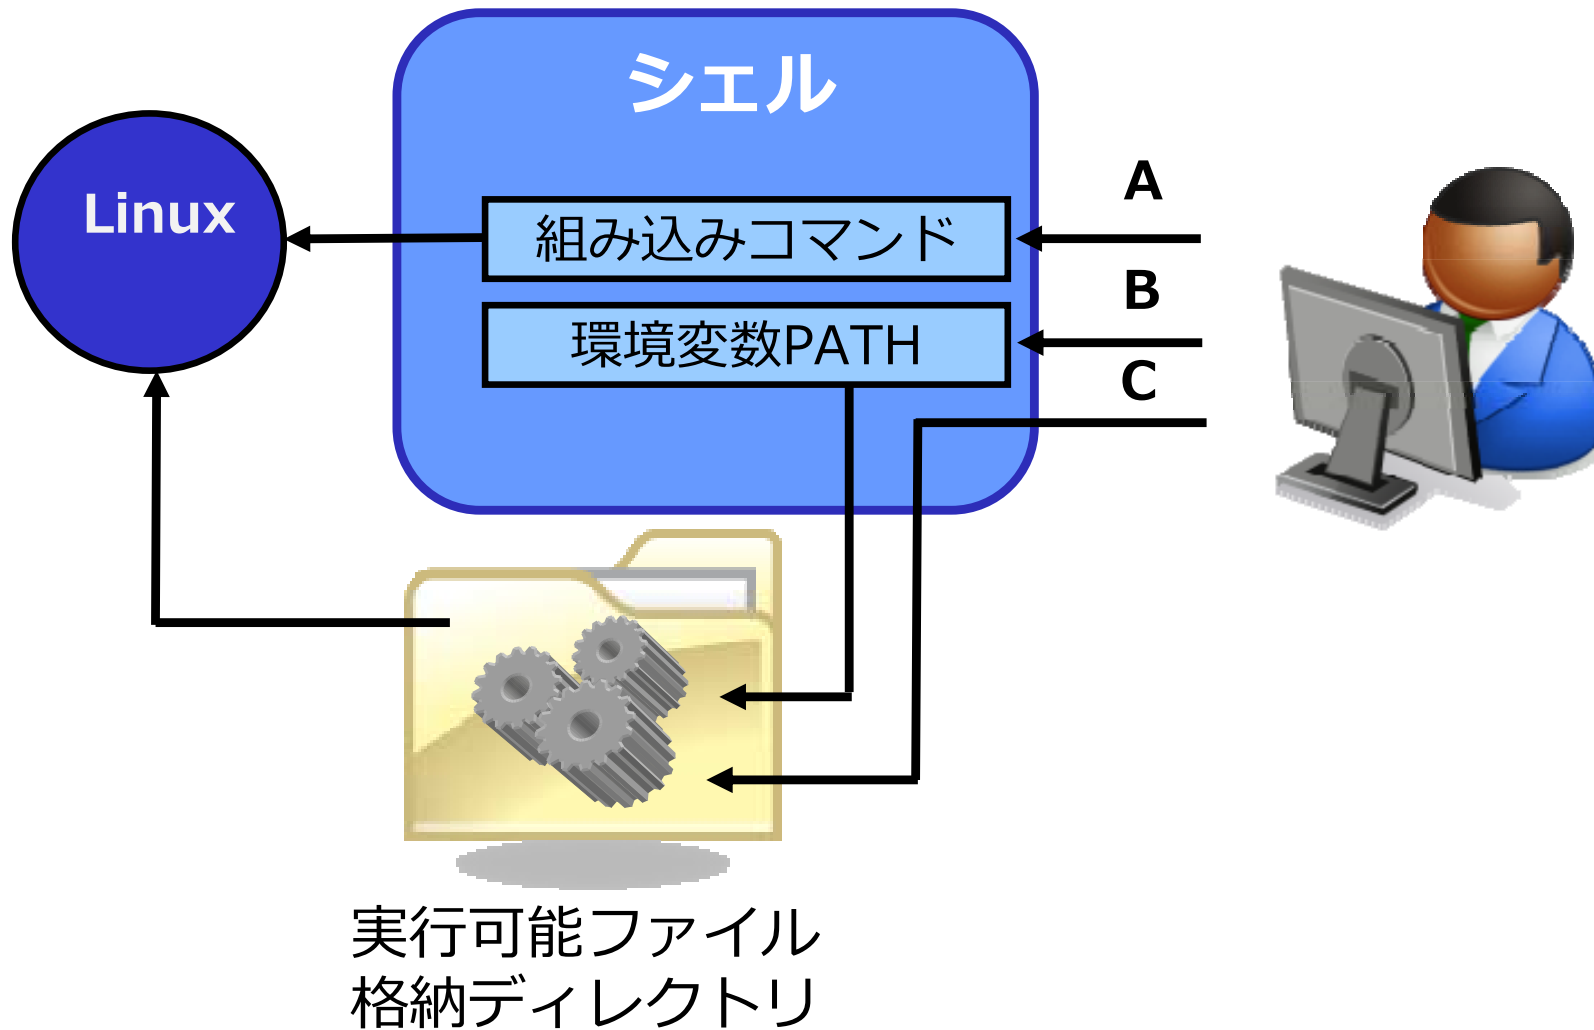 シェル
Linux
組み込みコマンド
環境変数PATH
A
B
C
実行可能ファイル
格納ディレクトリ